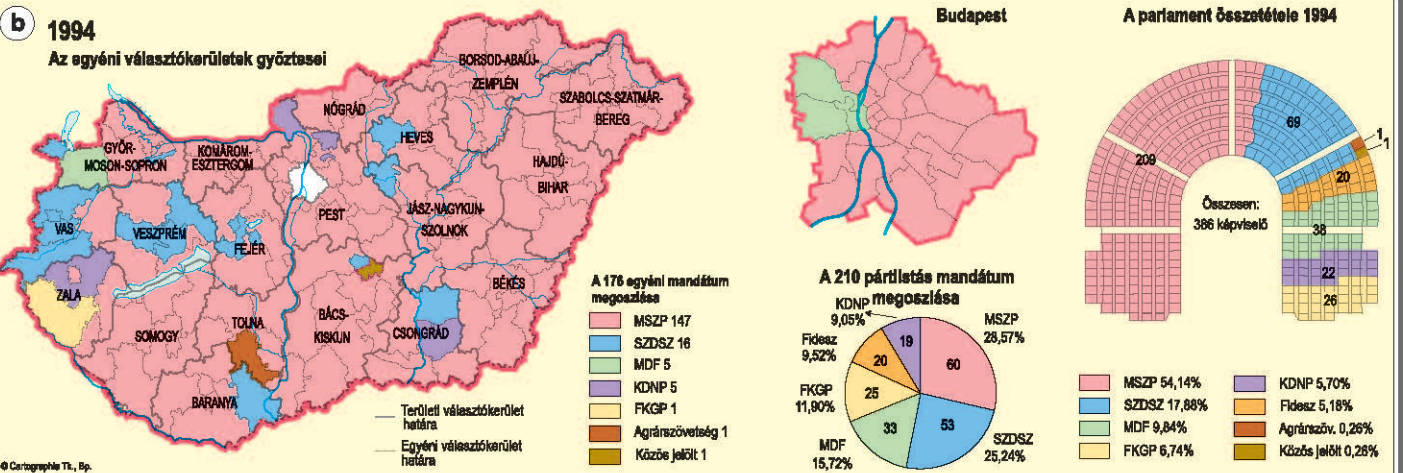 b
1994
Az egyéni választókerületek győztesei
BORSOD-ABAÚJ-
ZEMPLÉN
SZABOLCS-SZATMÁR-
BEREG
NÓGRÁD
HEVES
GYŐR-
MOSON-SOPRON
KOMÁROM-
ESZTERGOM
HAJDÚ-
BIHAR
PEST
JÁSZ-NAGYKUN-
SZOLNOK
VAS
VESZPRÉM
FEJÉR
ZALA
BÉKÉS
SOMOGY
TOLNA
BÁCS-
KISKUN
CSONGRÁD
BARANYA
Területi választókerület
határa
Egyéni választókerület
határa
© Cartographia Tk., Bp.
A 176 egyéni mandátum
megoszlása
MSZP 147
SZDSZ 16
MDF 5
KDNP 5
FKGP 1
Agrárszövetség 1
Közös jelölt 1
Budapest
A 210 pártlistás mandátum
megoszlása
KDNP
9,05%
Fidesz
9,52%
FKGP
11,90%
MDF
15,72%
MSZP
28,57%
SZDSZ
25,24%
19
20
25
33
60
53
A parlament összetétele 1994
209
69
1
1
20
38
22
26
Összesen:
386 képviselő
MSZP 54,14%
SZDSZ 17,88%
MDF 9,84%
FKGP 6,74%
KDNP 5,70%
Fidesz 5,18%
Agrárszöv. 0,26%
Közös jelölt 0,26%